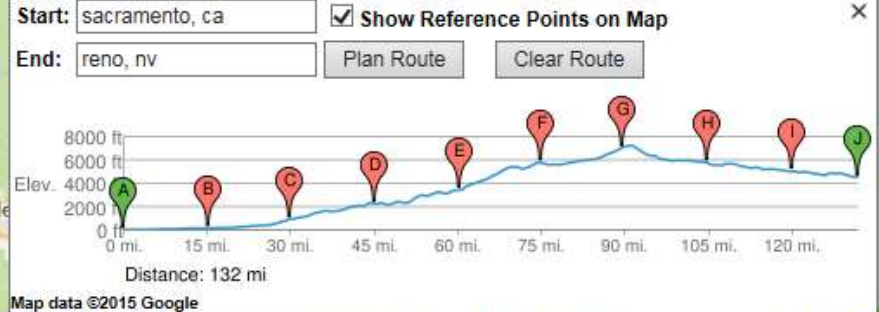 Start: sacramento, ca Show Reference Points on Map ×
End: reno, nv Plan Route Clear Route
8000 ft
6000 ft
Elev. 4000 ft
2000 ft
0 ft
A B C D E F G H I J
0 mi. 15 mi. 30 mi. 45 mi. 60 mi. 75 mi. 90 mi. 105 mi. 120 mi.
Distance: 132 mi
Map data ©2015 Google